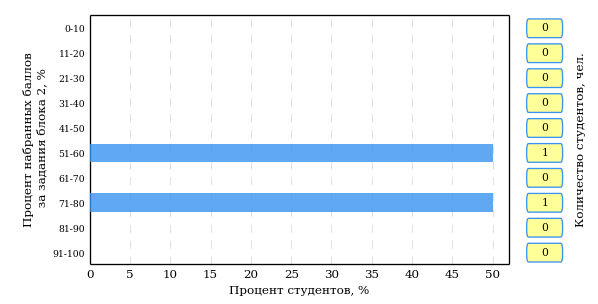 Процент набранных баллов
за задания блока 2, %
0-10 0
11-20 0
21-30 0
31-40 0
41-50 0
51-60 1
61-70 0
71-80 1
81-90 0
91-100 0
0 5 10 15 20 25 30 35 40 45 50
Процент студентов, %
Количество студентов, чел.